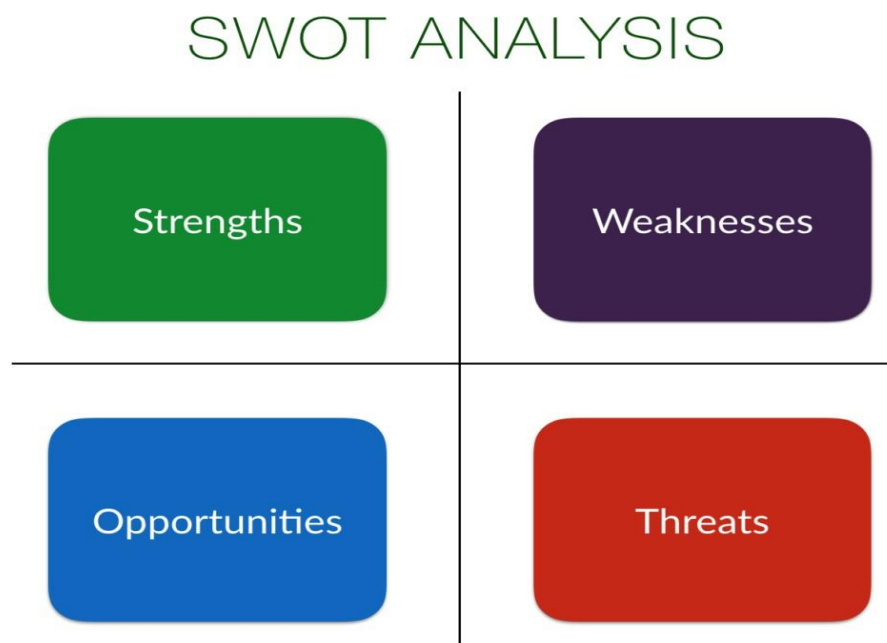 SWOT ANALYSIS
Strengths
Weaknesses
Opportunities
Threats